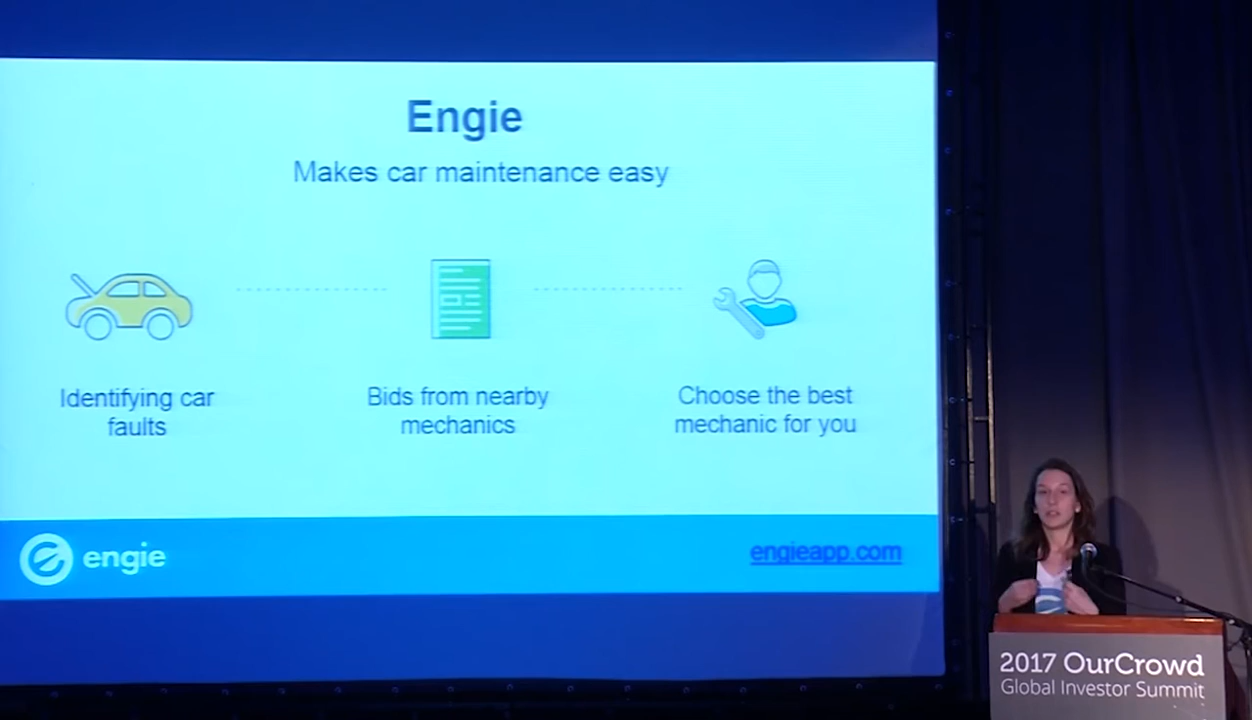 Engie
Makes car maintenance easy
Identifying car
faults
Bids from nearby
mechanics
Choose the best
mechanic for you
engie
engieapp.com
2017 OurCrowd
Global Investor Summit